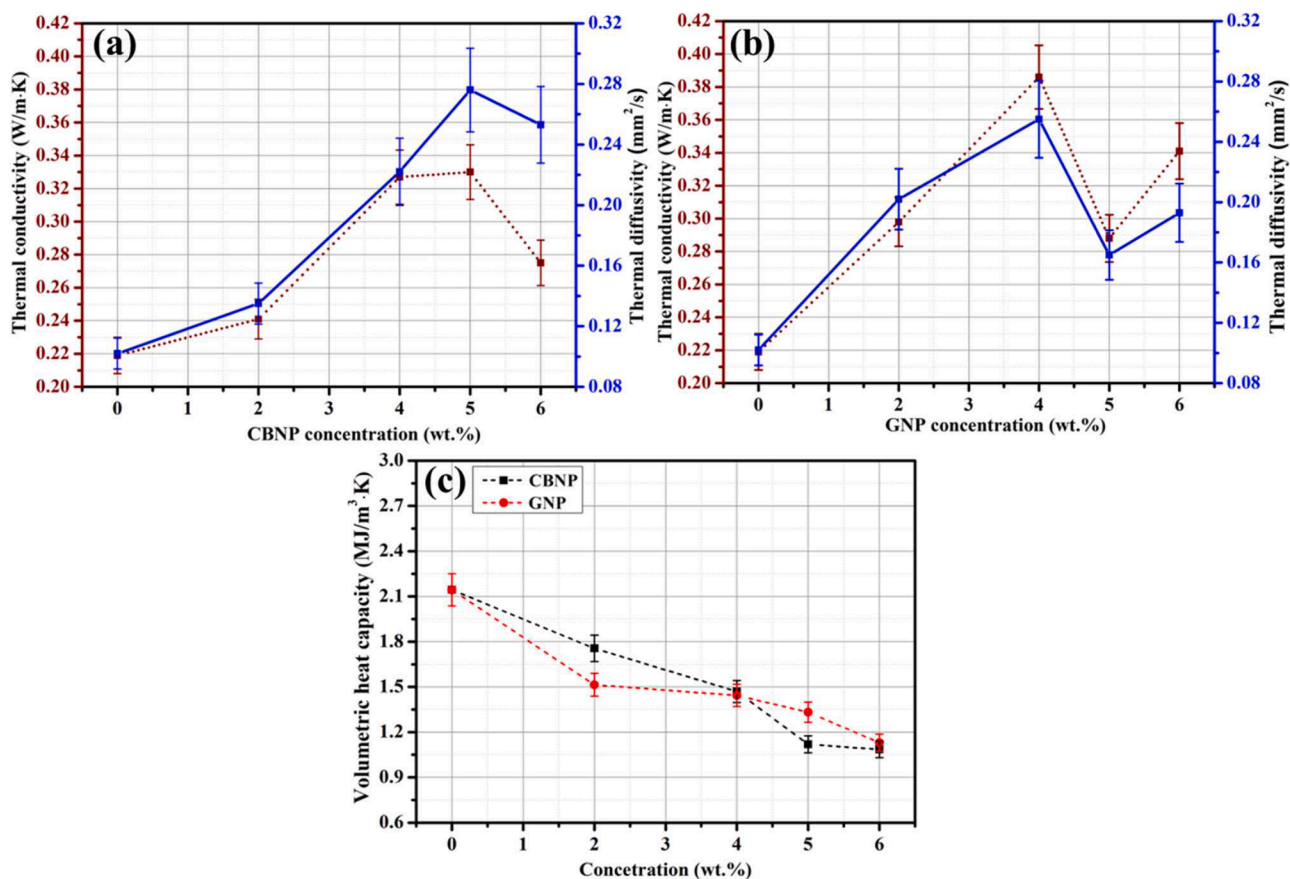 (a)
Thermal conductivity (W/m·K)
0.42
0.40
0.38
0.36
0.34
0.32
0.30
0.28
0.26
0.24
0.22
0.20
0 1 2 3 4 5 6
CBNP concentration (wt.%)
0.32
0.28
0.24
0.20
0.16
0.12
0.08
Thermal diffusivity (mm²/s)
(b)
Thermal conductivity (W/m·K)
0.42
0.40
0.38
0.36
0.34
0.32
0.30
0.28
0.26
0.24
0.22
0.20
0 1 2 3 4 5 6
GNP concentration (wt.%)
0.32
0.28
0.24
0.20
0.16
0.12
0.08
Thermal diffusivity (mm²/s)
(c)
CBNP
GNP
Volumetric heat capacity (MJ/m³·K)
3.0
2.7
2.4
2.1
1.8
1.5
1.2
0.9
0.6
0 1 2 3 4 5 6
Concetration (wt.%)